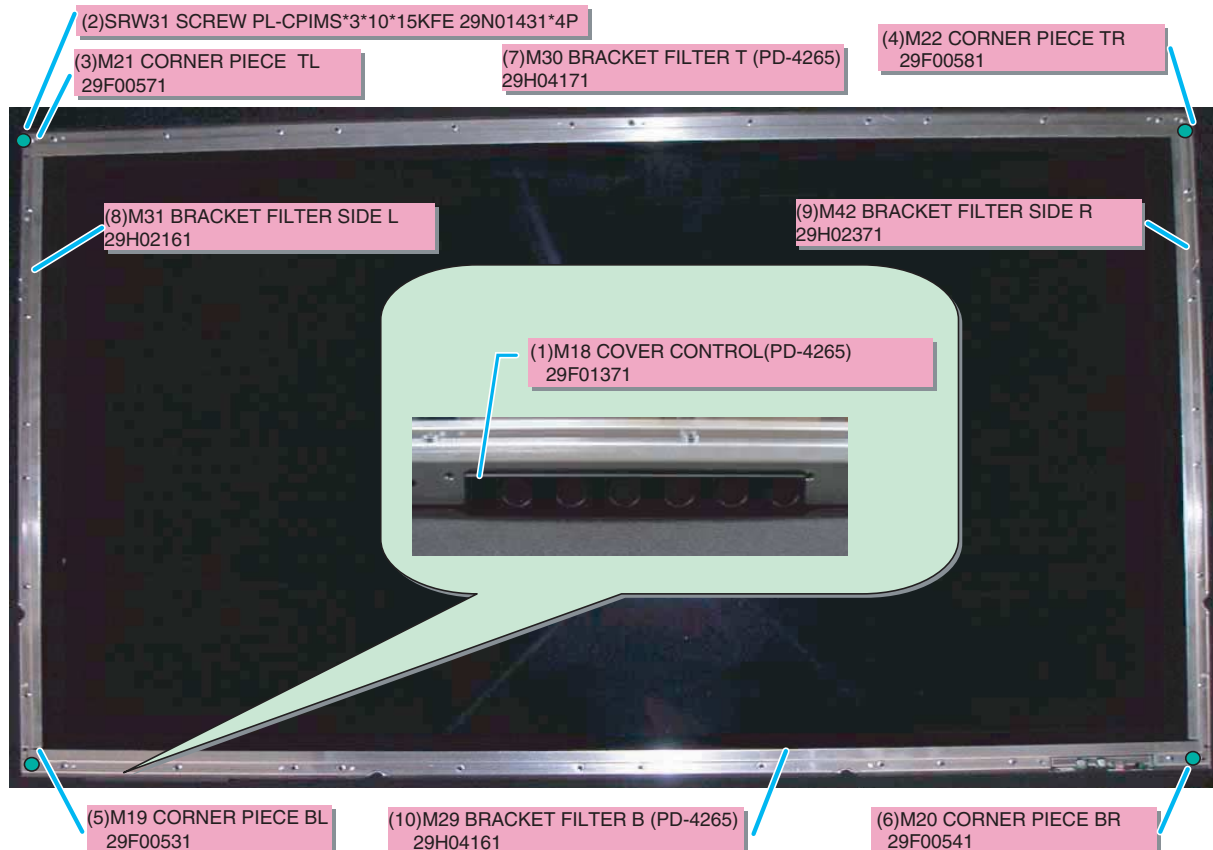 (2)SRW31 SCREW PL-CPIMS*3*10*15KFE 29N01431*4P
(3)M21 CORNER PIECE TL
29F00571
(7)M30 BRACKET FILTER T (PD-4265)
29H04171
(4)M22 CORNER PIECE TR
29F00581
(8)M31 BRACKET FILTER SIDE L
29H02161
(9)M42 BRACKET FILTER SIDE R
29H02371
(1)M18 COVER CONTROL(PD-4265)
29F01371
(5)M19 CORNER PIECE BL
29F00531
(10)M29 BRACKET FILTER B (PD-4265)
29H04161
(6)M20 CORNER PIECE BR
29F00541